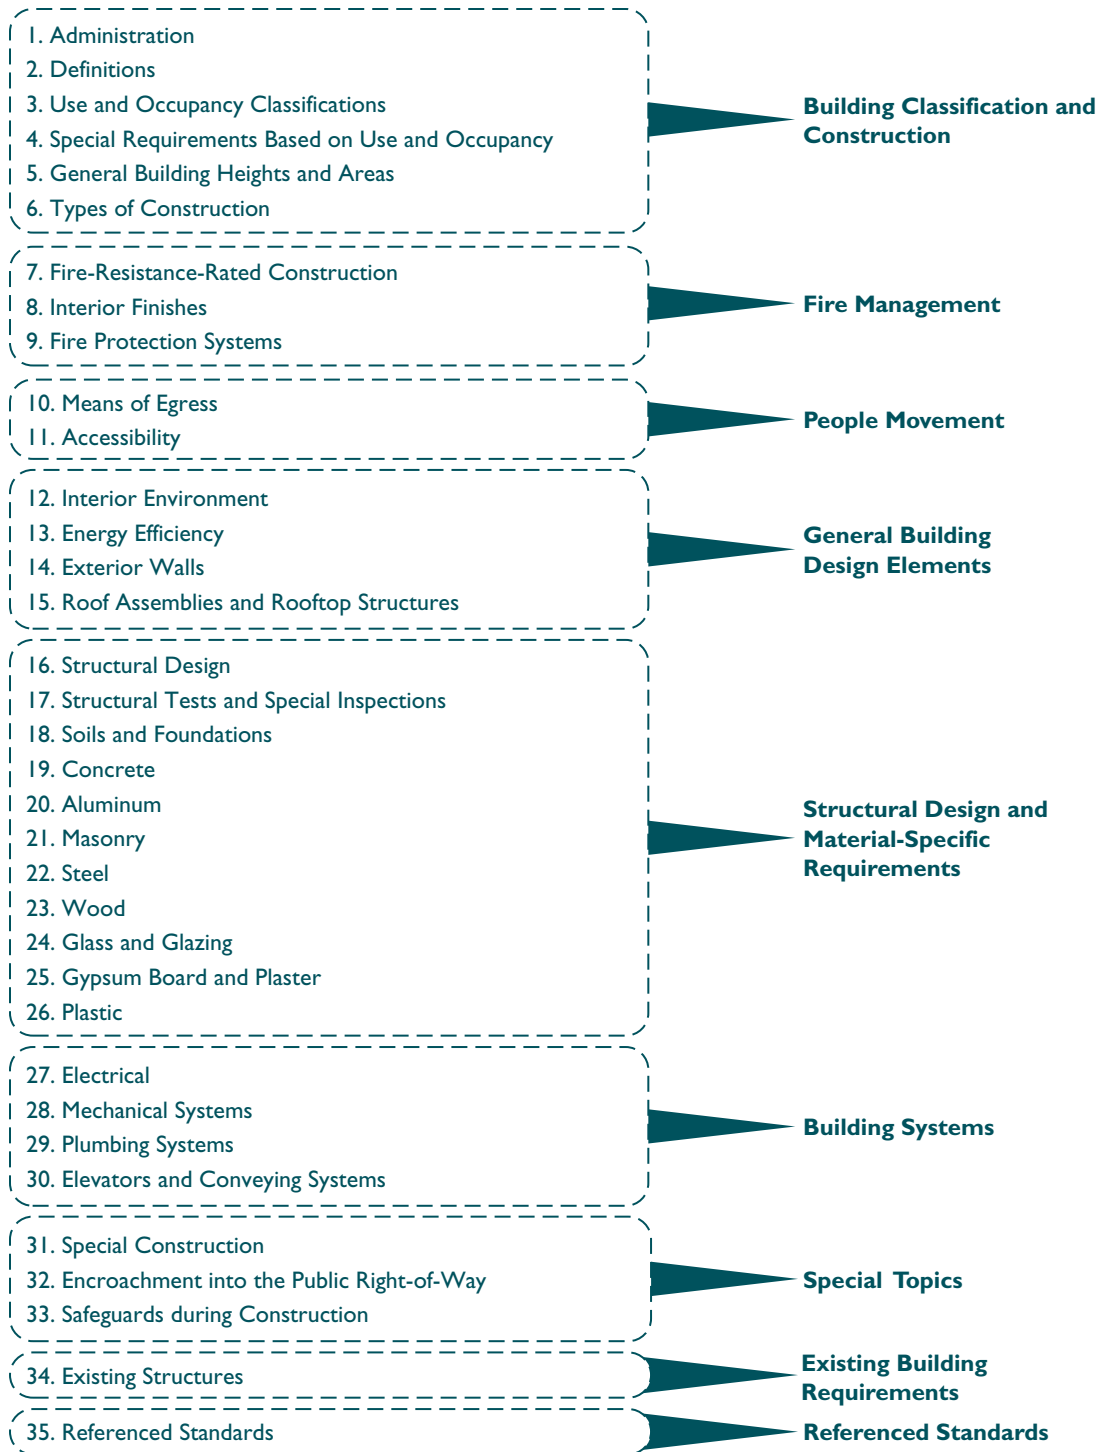 1. Administration
2. Definitions
3. Use and Occupancy Classifications
4. Special Requirements Based on Use and Occupancy
5. General Building Heights and Areas
6. Types of Construction
Building Classification and
Construction
7. Fire-Resistance-Rated Construction
8. Interior Finishes
9. Fire Protection Systems
Fire Management
10. Means of Egress
11. Accessibility
People Movement
12. Interior Environment
13. Energy Efficiency
14. Exterior Walls
15. Roof Assemblies and Rooftop Structures
General Building
Design Elements
16. Structural Design
17. Structural Tests and Special Inspections
18. Soils and Foundations
19. Concrete
20. Aluminum
21. Masonry
22. Steel
23. Wood
24. Glass and Glazing
25. Gypsum Board and Plaster
26. Plastic
Structural Design and
Material-Specific
Requirements
27. Electrical
28. Mechanical Systems
29. Plumbing Systems
30. Elevators and Conveying Systems
Building Systems
31. Special Construction
32. Encroachment into the Public Right-of-Way
33. Safeguards during Construction
Special Topics
34. Existing Structures
Existing Building
Requirements
35. Referenced Standards
Referenced Standards